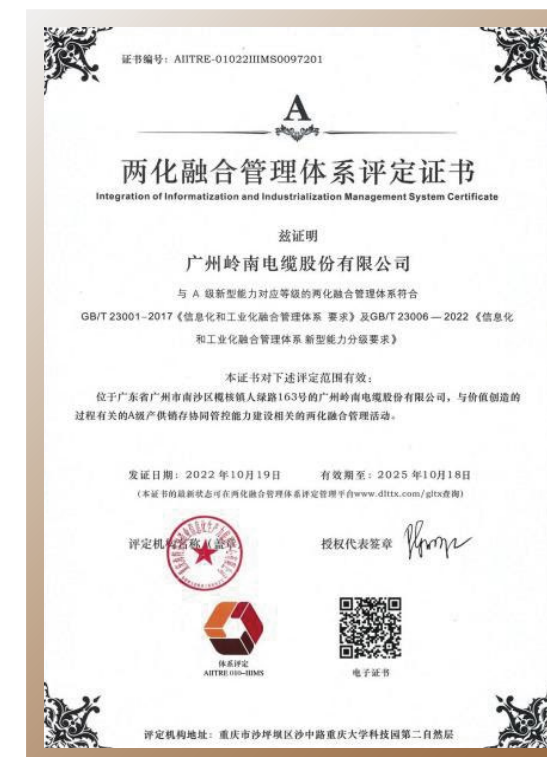 证书编号：AIITRE-01022IIIMS0097201
A
两化融合管理体系评定证书
Integration of Informatization and Industrialization Management System Certificate
兹证明
广州岭南电缆股份有限公司
与 A 级新型能力对应等级的两化融合管理体系符合
GB/T 23001-2017《信息化和工业化融合管理体系 要求》及GB/T 23006—2022《信息化
和工业化融合管理体系 新型能力分级要求》
本证书对下述评定范围有效：
位于广东省广州市南沙区榄核镇人绿路163号的广州岭南电缆股份有限公司，与价值创造的
过程有关的A级产供销存协同管控能力建设相关的两化融合管理活动。
发证日期：2022年10月19日 有效期至：2025年10月18日
（本证书的最新状态可在两化融合管理体系评定管理平台www.dlttx.com/gltx查询）
评定机构名称（盖章） 授权代表签章
体系评定
AIITRE 010-IIIMS
电子证书
评定机构地址：重庆市沙坪坝区沙中路重庆大学科技园第二自然层